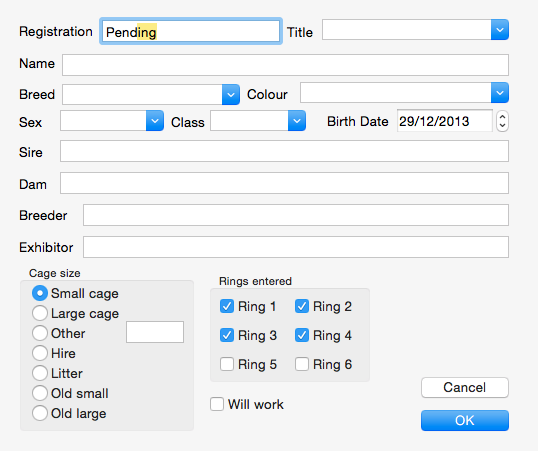 Registration Pending Title
Name
Breed Colour
Sex Class Birth Date 29/12/2013
Sire
Dam
Breeder
Exhibitor
Cage size
Small cage
Large cage
Other
Hire
Litter
Old small
Old large
Rings entered
Ring 1 Ring 2
Ring 3 Ring 4
Ring 5 Ring 6
Will work
Cancel
OK